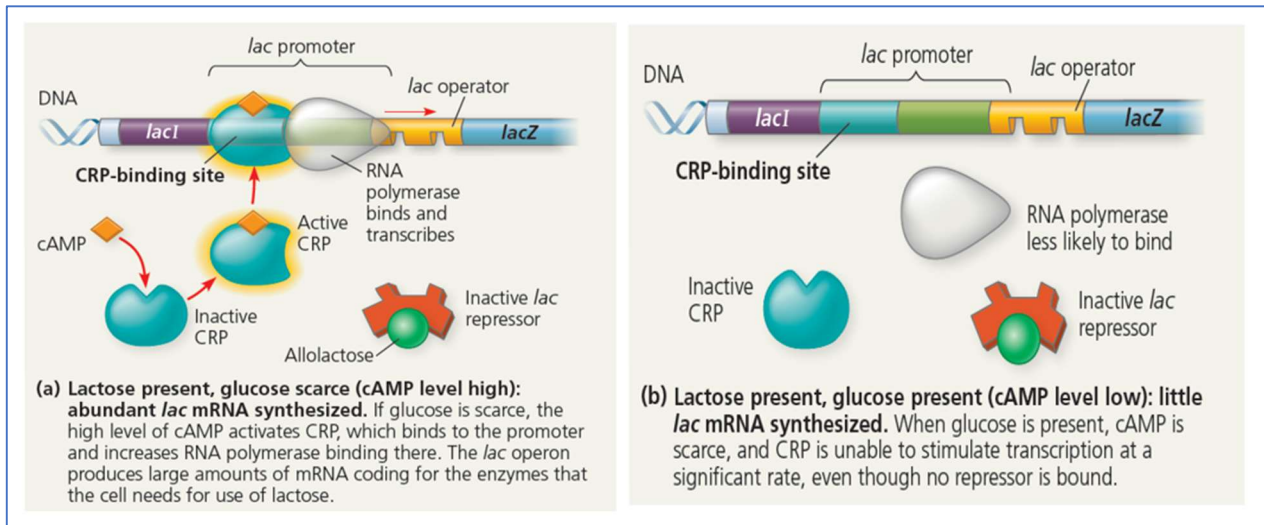 lac promoter
lac operator
DNA
lacI
lacZ
CRP-binding site
RNA
polymerase
binds and
transcribes
Active
CRP
cAMP
Inactive
CRP
Inactive lac
repressor
Allolactose
(a) Lactose present, glucose scarce (cAMP level high):
abundant lac mRNA synthesized. If glucose is scarce, the
high level of cAMP activates CRP, which binds to the promoter
and increases RNA polymerase binding there. The lac operon
produces large amounts of mRNA coding for the enzymes that
the cell needs for use of lactose.
lac promoter
DNA
lac operator
lacI
lacZ
CRP-binding site
RNA polymerase
less likely to bind
Inactive
CRP
Inactive lac
repressor
(b) Lactose present, glucose present (cAMP level low): little
lac mRNA synthesized. When glucose is present, cAMP is
scarce, and CRP is unable to stimulate transcription at a
significant rate, even though no repressor is bound.